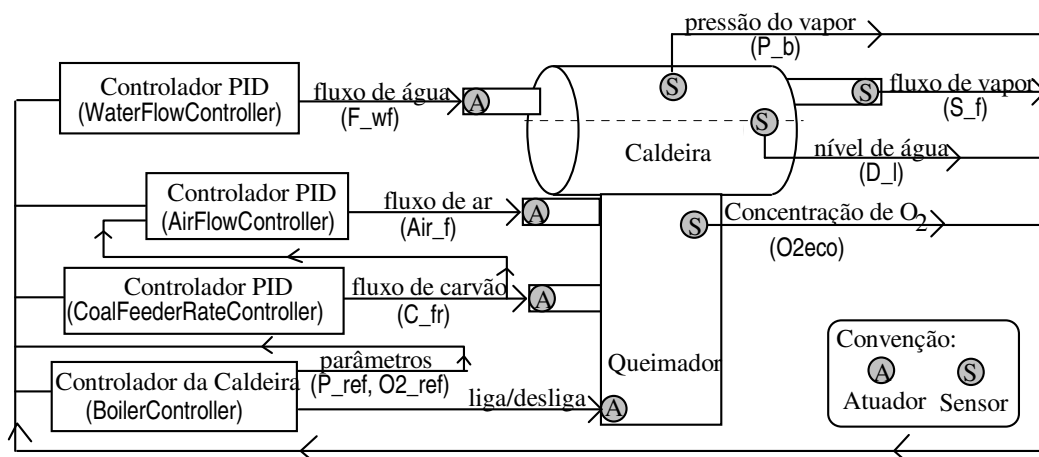 pressão do vapor
(P_b)
Controlador PID
(WaterFlowController)
fluxo de água
(F_wf)
A
S
S
fluxo de vapor
(S_f)
S
Caldeira
nível de água
(D_l)
Controlador PID
(AirFlowController)
fluxo de ar
(Air_f)
A
S
Concentração de O2
(O2eco)
Controlador PID
(CoalFeederRateController)
fluxo de carvão
(C_fr)
A
Controlador da Caldeira
(BoilerController)
parâmetros
(P_ref, O2_ref)
liga/desliga
A
Queimador
Convenção:
A
S
Atuador
Sensor